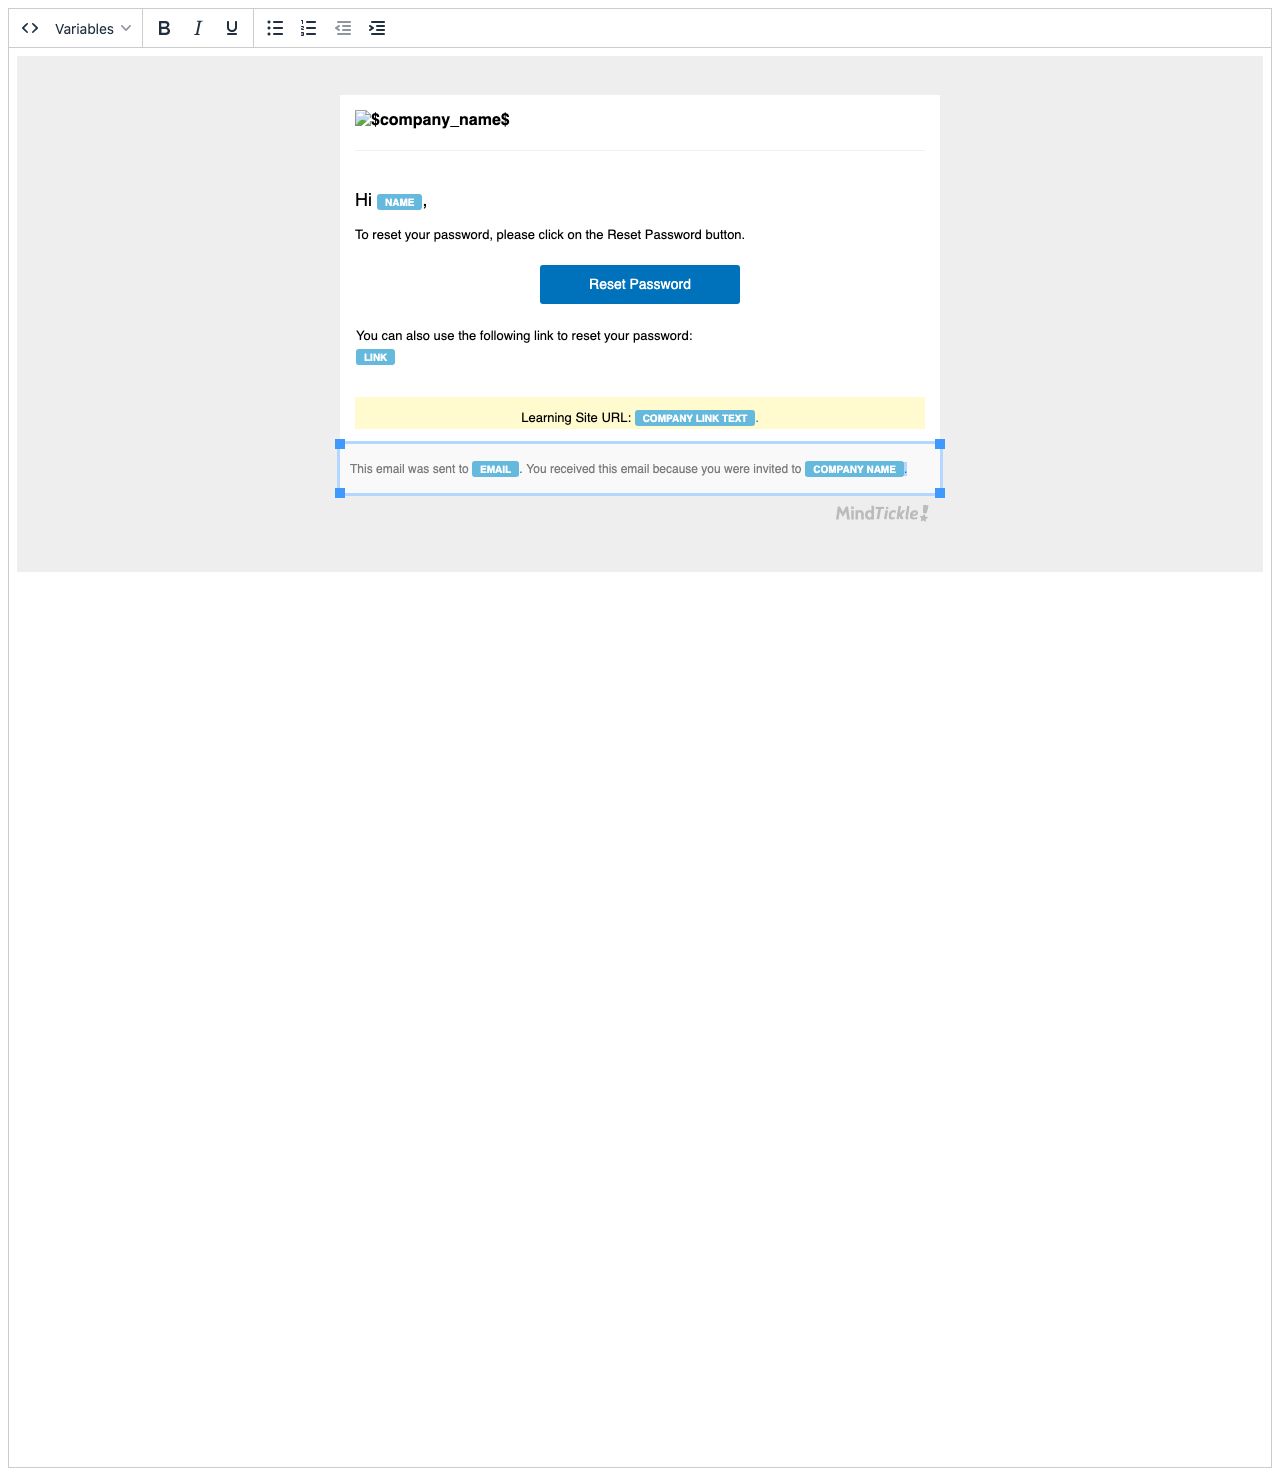 Variables B I U
$company_name$
Hi NAME,
To reset your password, please click on the Reset Password button.
Reset Password
You can also use the following link to reset your password:
LINK
Learning Site URL: COMPANY LINK TEXT.
This email was sent to EMAIL. You received this email because you were invited to COMPANY NAME.
MindTickle!